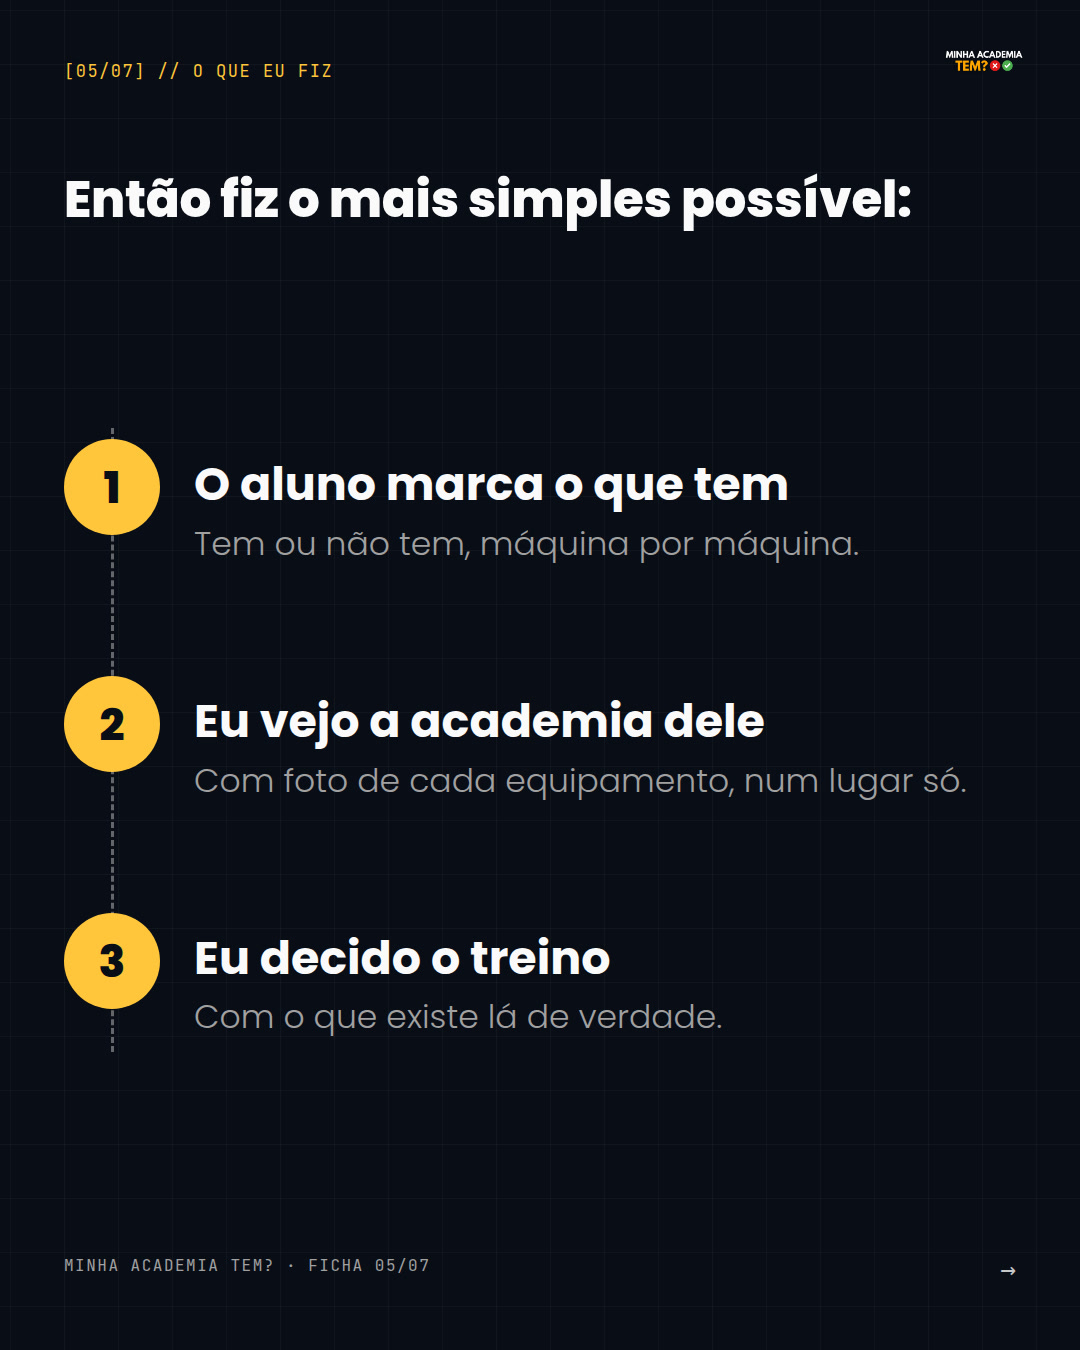 [05/07] // O QUE EU FIZ
MINHA ACADEMIA
TEM?
Então fiz o mais simples possível:
1
O aluno marca o que tem
Tem ou não tem, máquina por máquina.
2
Eu vejo a academia dele
Com foto de cada equipamento, num lugar só.
3
Eu decido o treino
Com o que existe lá de verdade.
MINHA ACADEMIA TEM? · FICHA 05/07
→